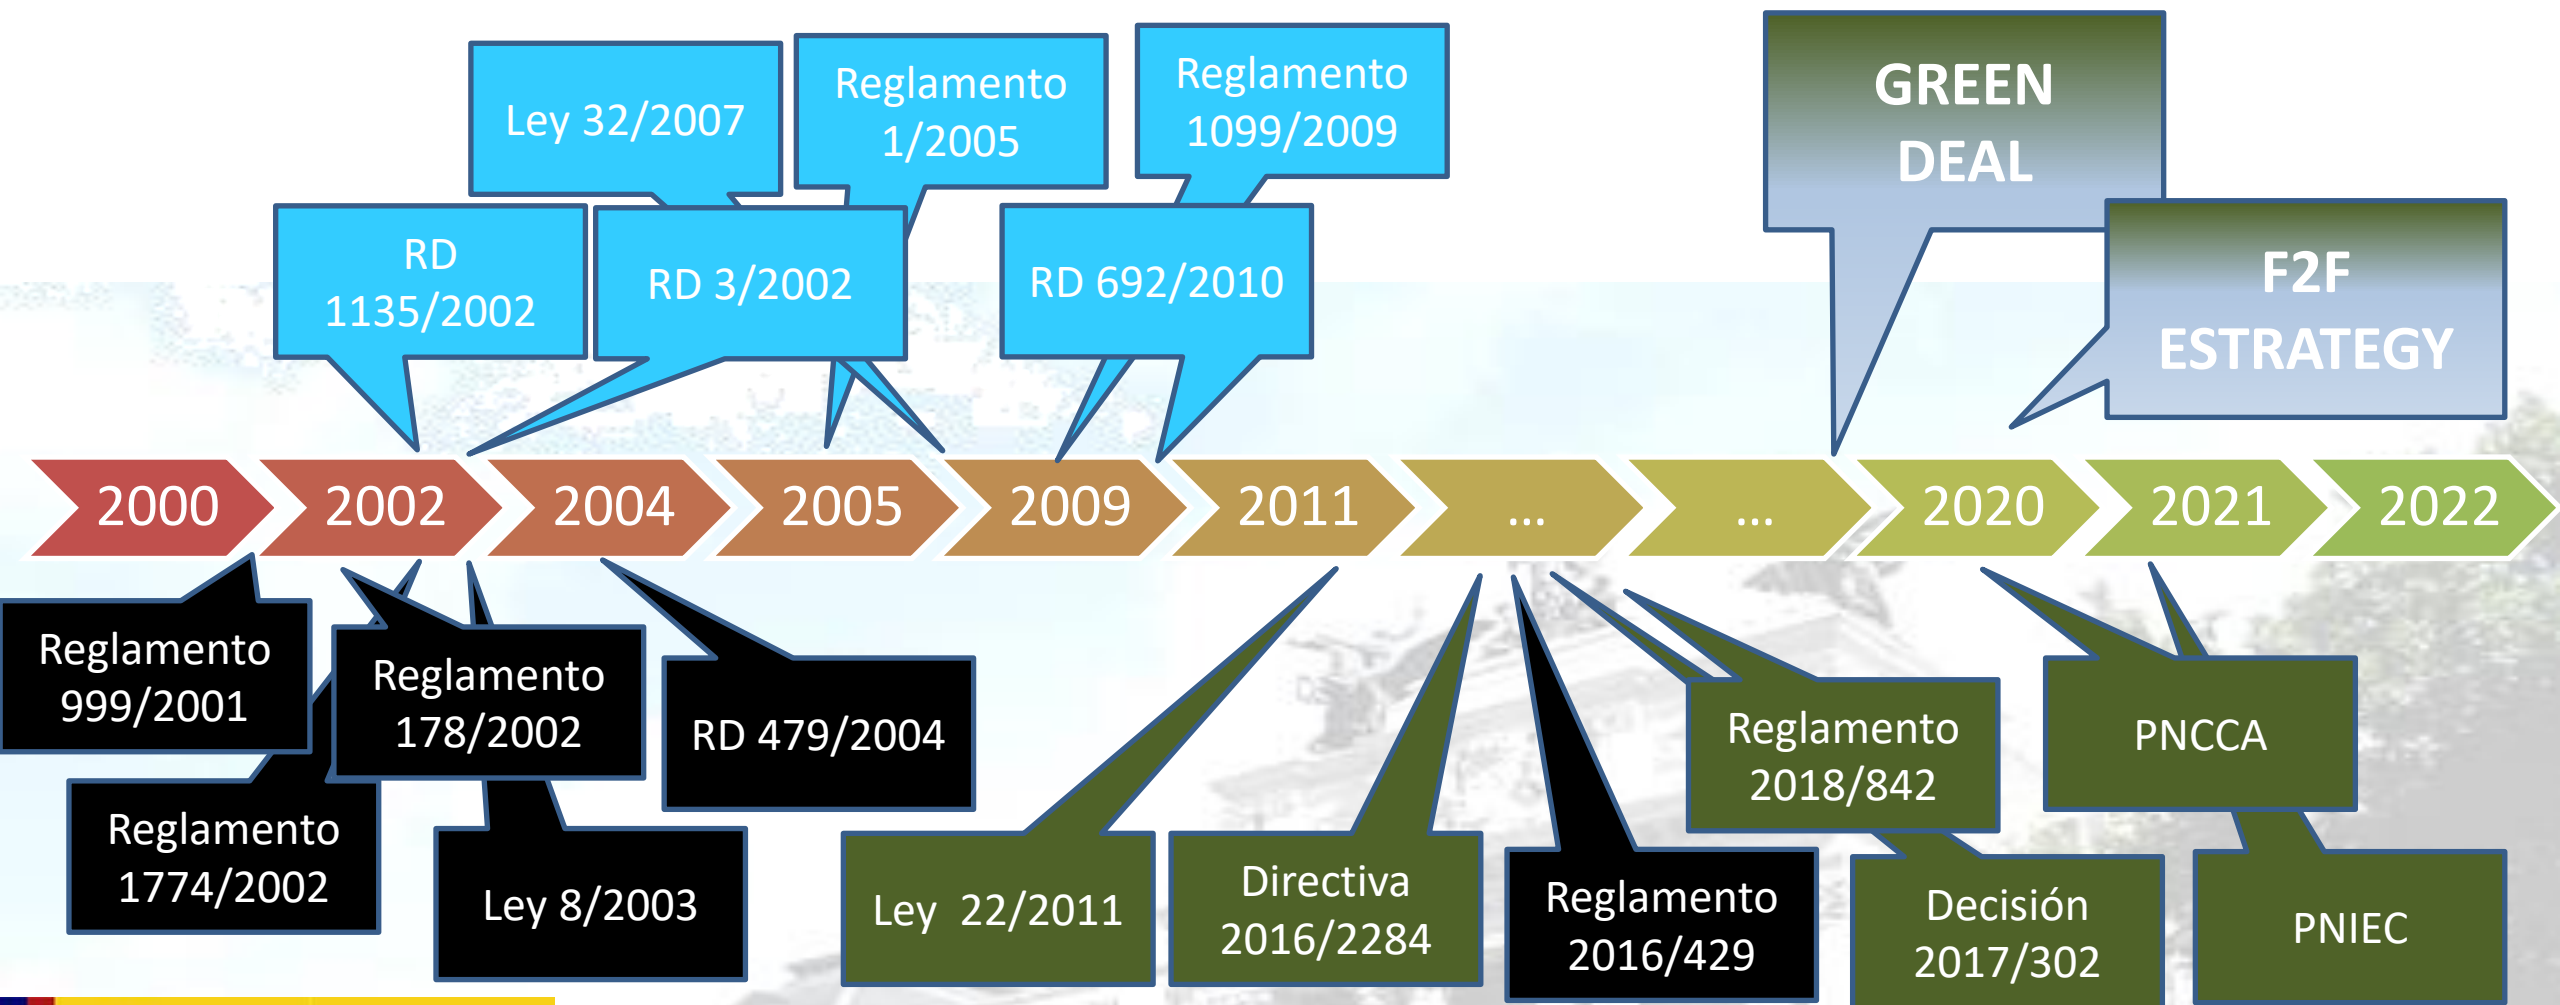 Ley 32/2007
Reglamento
1/2005
Reglamento
1099/2009
GREEN
DEAL
RD
1135/2002
RD 3/2002
RD 692/2010
F2F
ESTRATEGY
2000
2002
2004
2005
2009
2011
...
...
2020
2021
2022
Reglamento
999/2001
Reglamento
178/2002
RD 479/2004
Reglamento
1774/2002
Ley 8/2003
Ley 22/2011
Directiva
2016/2284
Reglamento
2016/429
Reglamento
2018/842
Decisión
2017/302
PNCCA
PNIEC